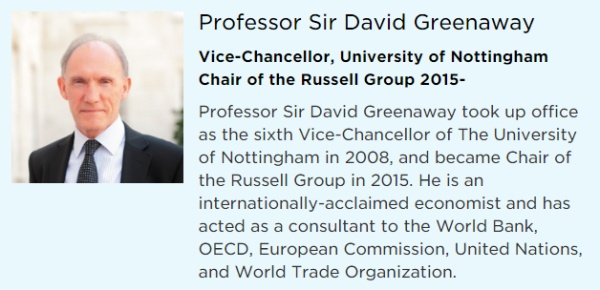 Professor Sir David Greenaway
Vice-Chancellor, University of Nottingham
Chair of the Russell Group 2015-
Professor Sir David Greenaway took up office
as the sixth Vice-Chancellor of The University
of Nottingham in 2008, and became Chair of
the Russell Group in 2015. He is an
internationally-acclaimed economist and has
acted as a consultant to the World Bank,
OECD, European Commission, United Nations,
and World Trade Organization.